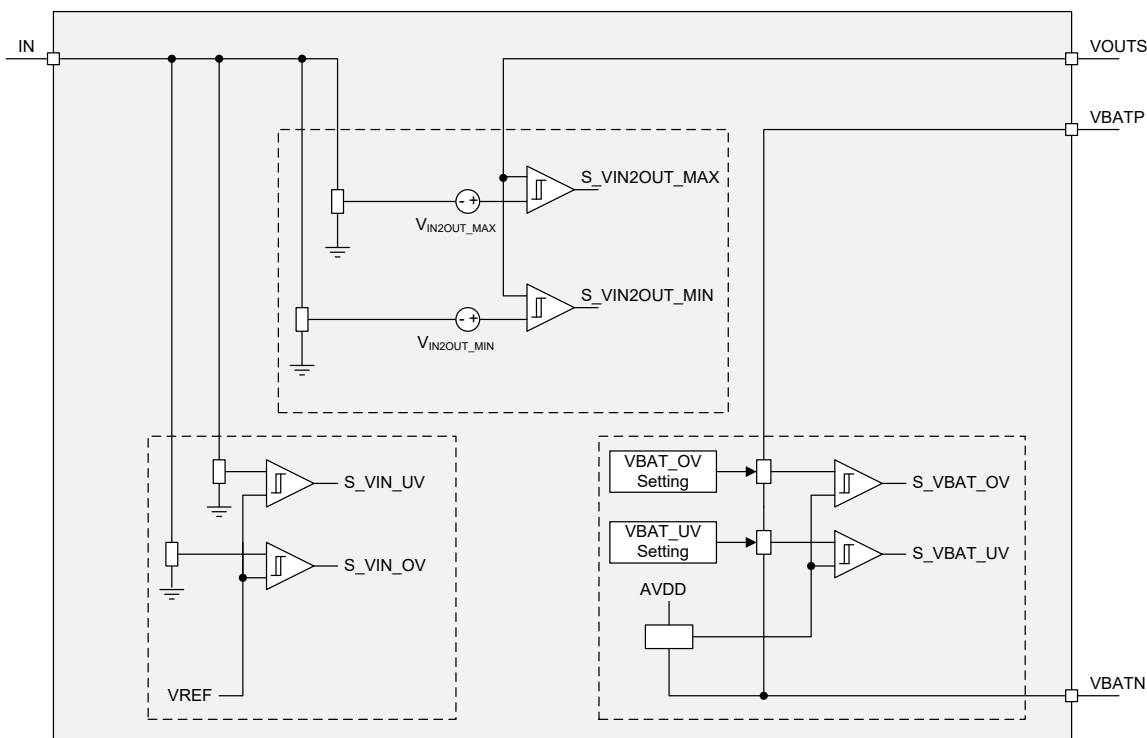 IN
VOUTS
VBATP
S_VIN2OUT_MAX
VIN2OUT_MAX
S_VIN2OUT_MIN
VIN2OUT_MIN
- +
- +
VBAT_OV
Setting
S_VIN_UV
S_VBAT_OV
VBAT_UV
Setting
S_VIN_OV
S_VBAT_UV
AVDD
VREF
VBATN